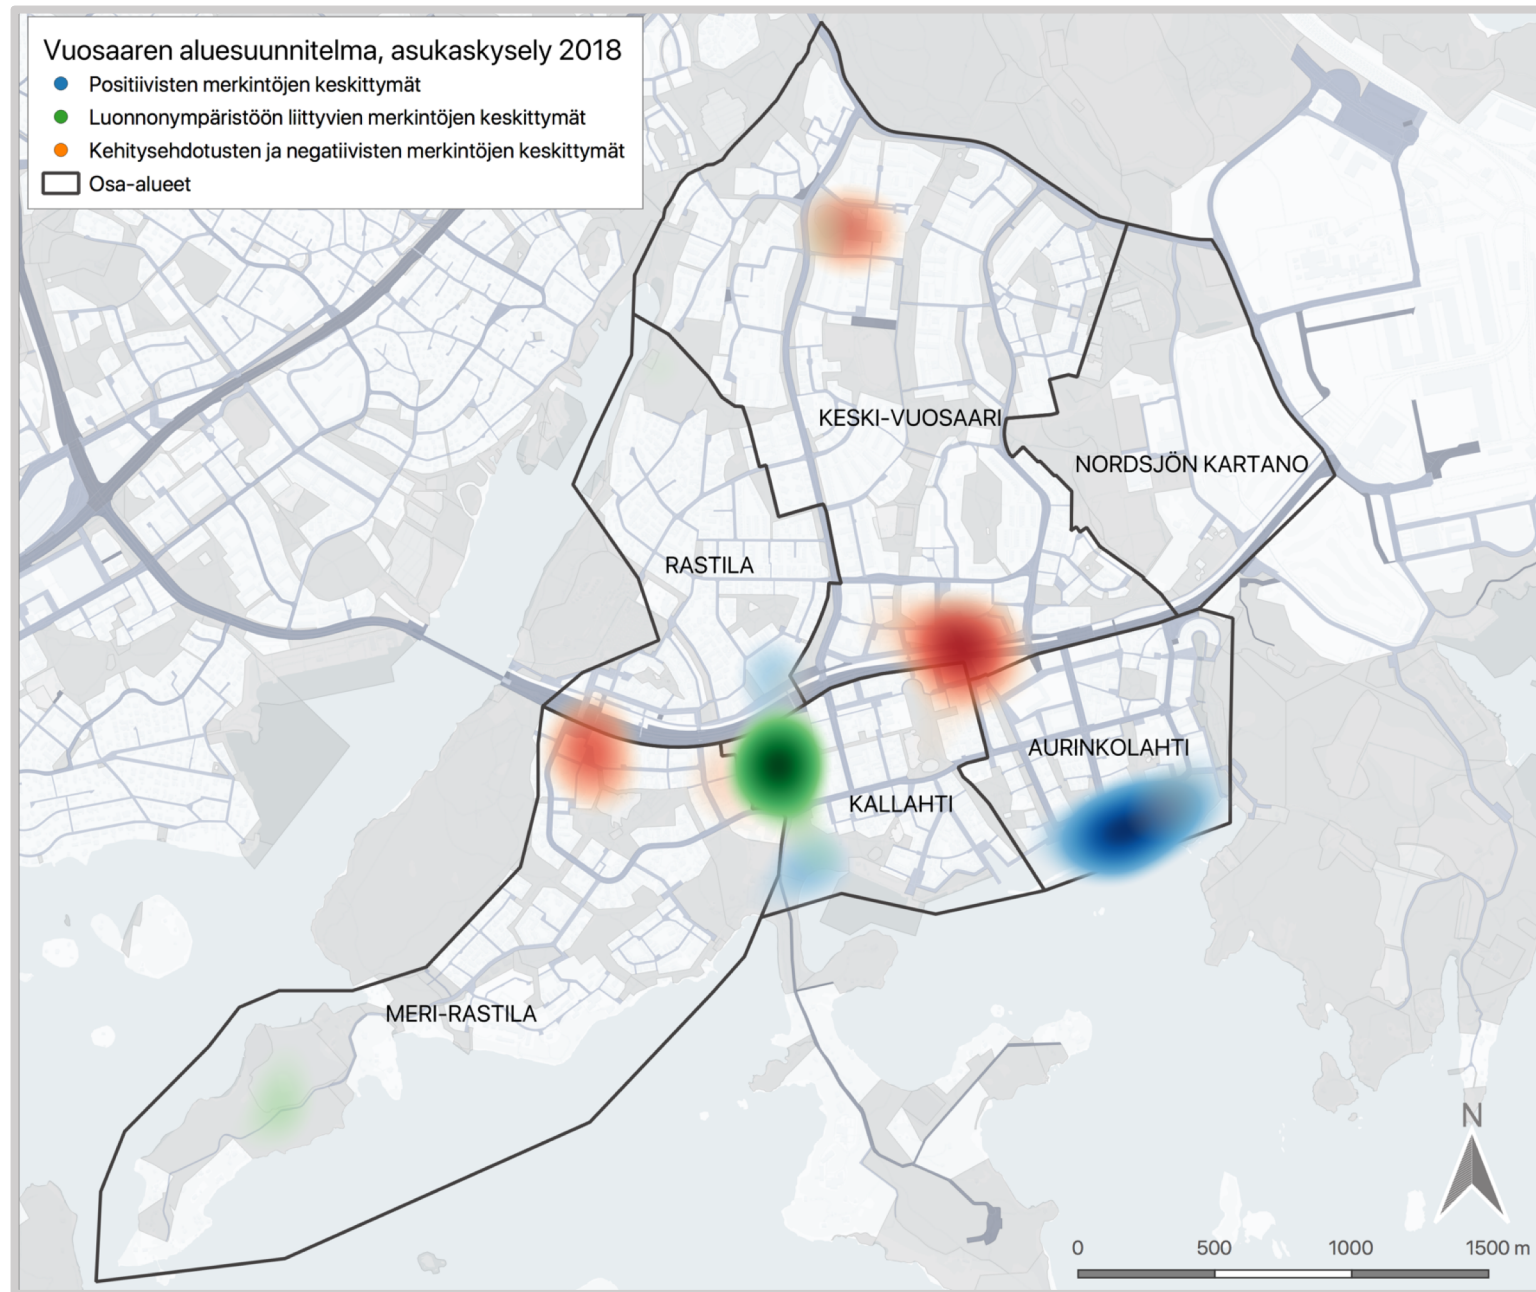 Vuosaaren aluesuunnitelma, asukaskysely 2018
Positiivisten merkintöjen keskittymät
Luonnonympäristöön liittyvien merkintöjen keskittymät
Kehitysehdotusten ja negatiivisten merkintöjen keskittymät
Osa-alueet
KESKI-VUOSAARI
NORDSJÖN KARTANO
RASTILA
AURINKOLAHTI
KALLAHTI
MERI-RASTILA
N
0 500 1000 1500 m